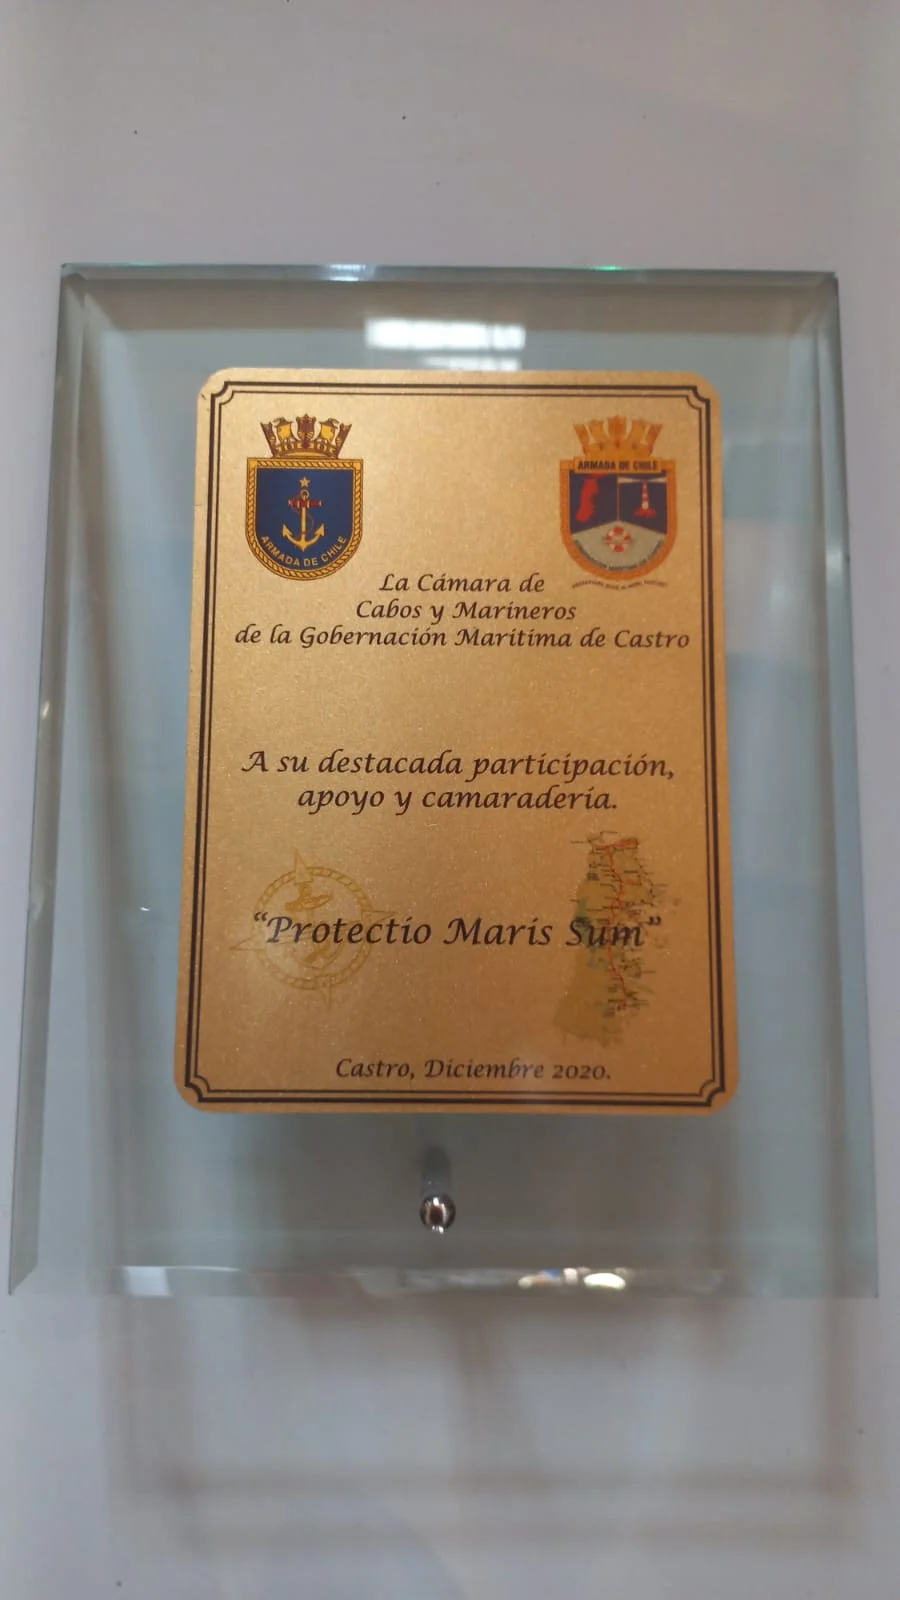 ARMADA DE CHILE
ARMADA DE CHILE
La Cámara de
Cabos y Marineros
de la Gobernación Marítima de Castro
A su destacada participación,
apoyo y camaradería.
“Protectio Maris Sum”
Castro, Diciembre 2020.